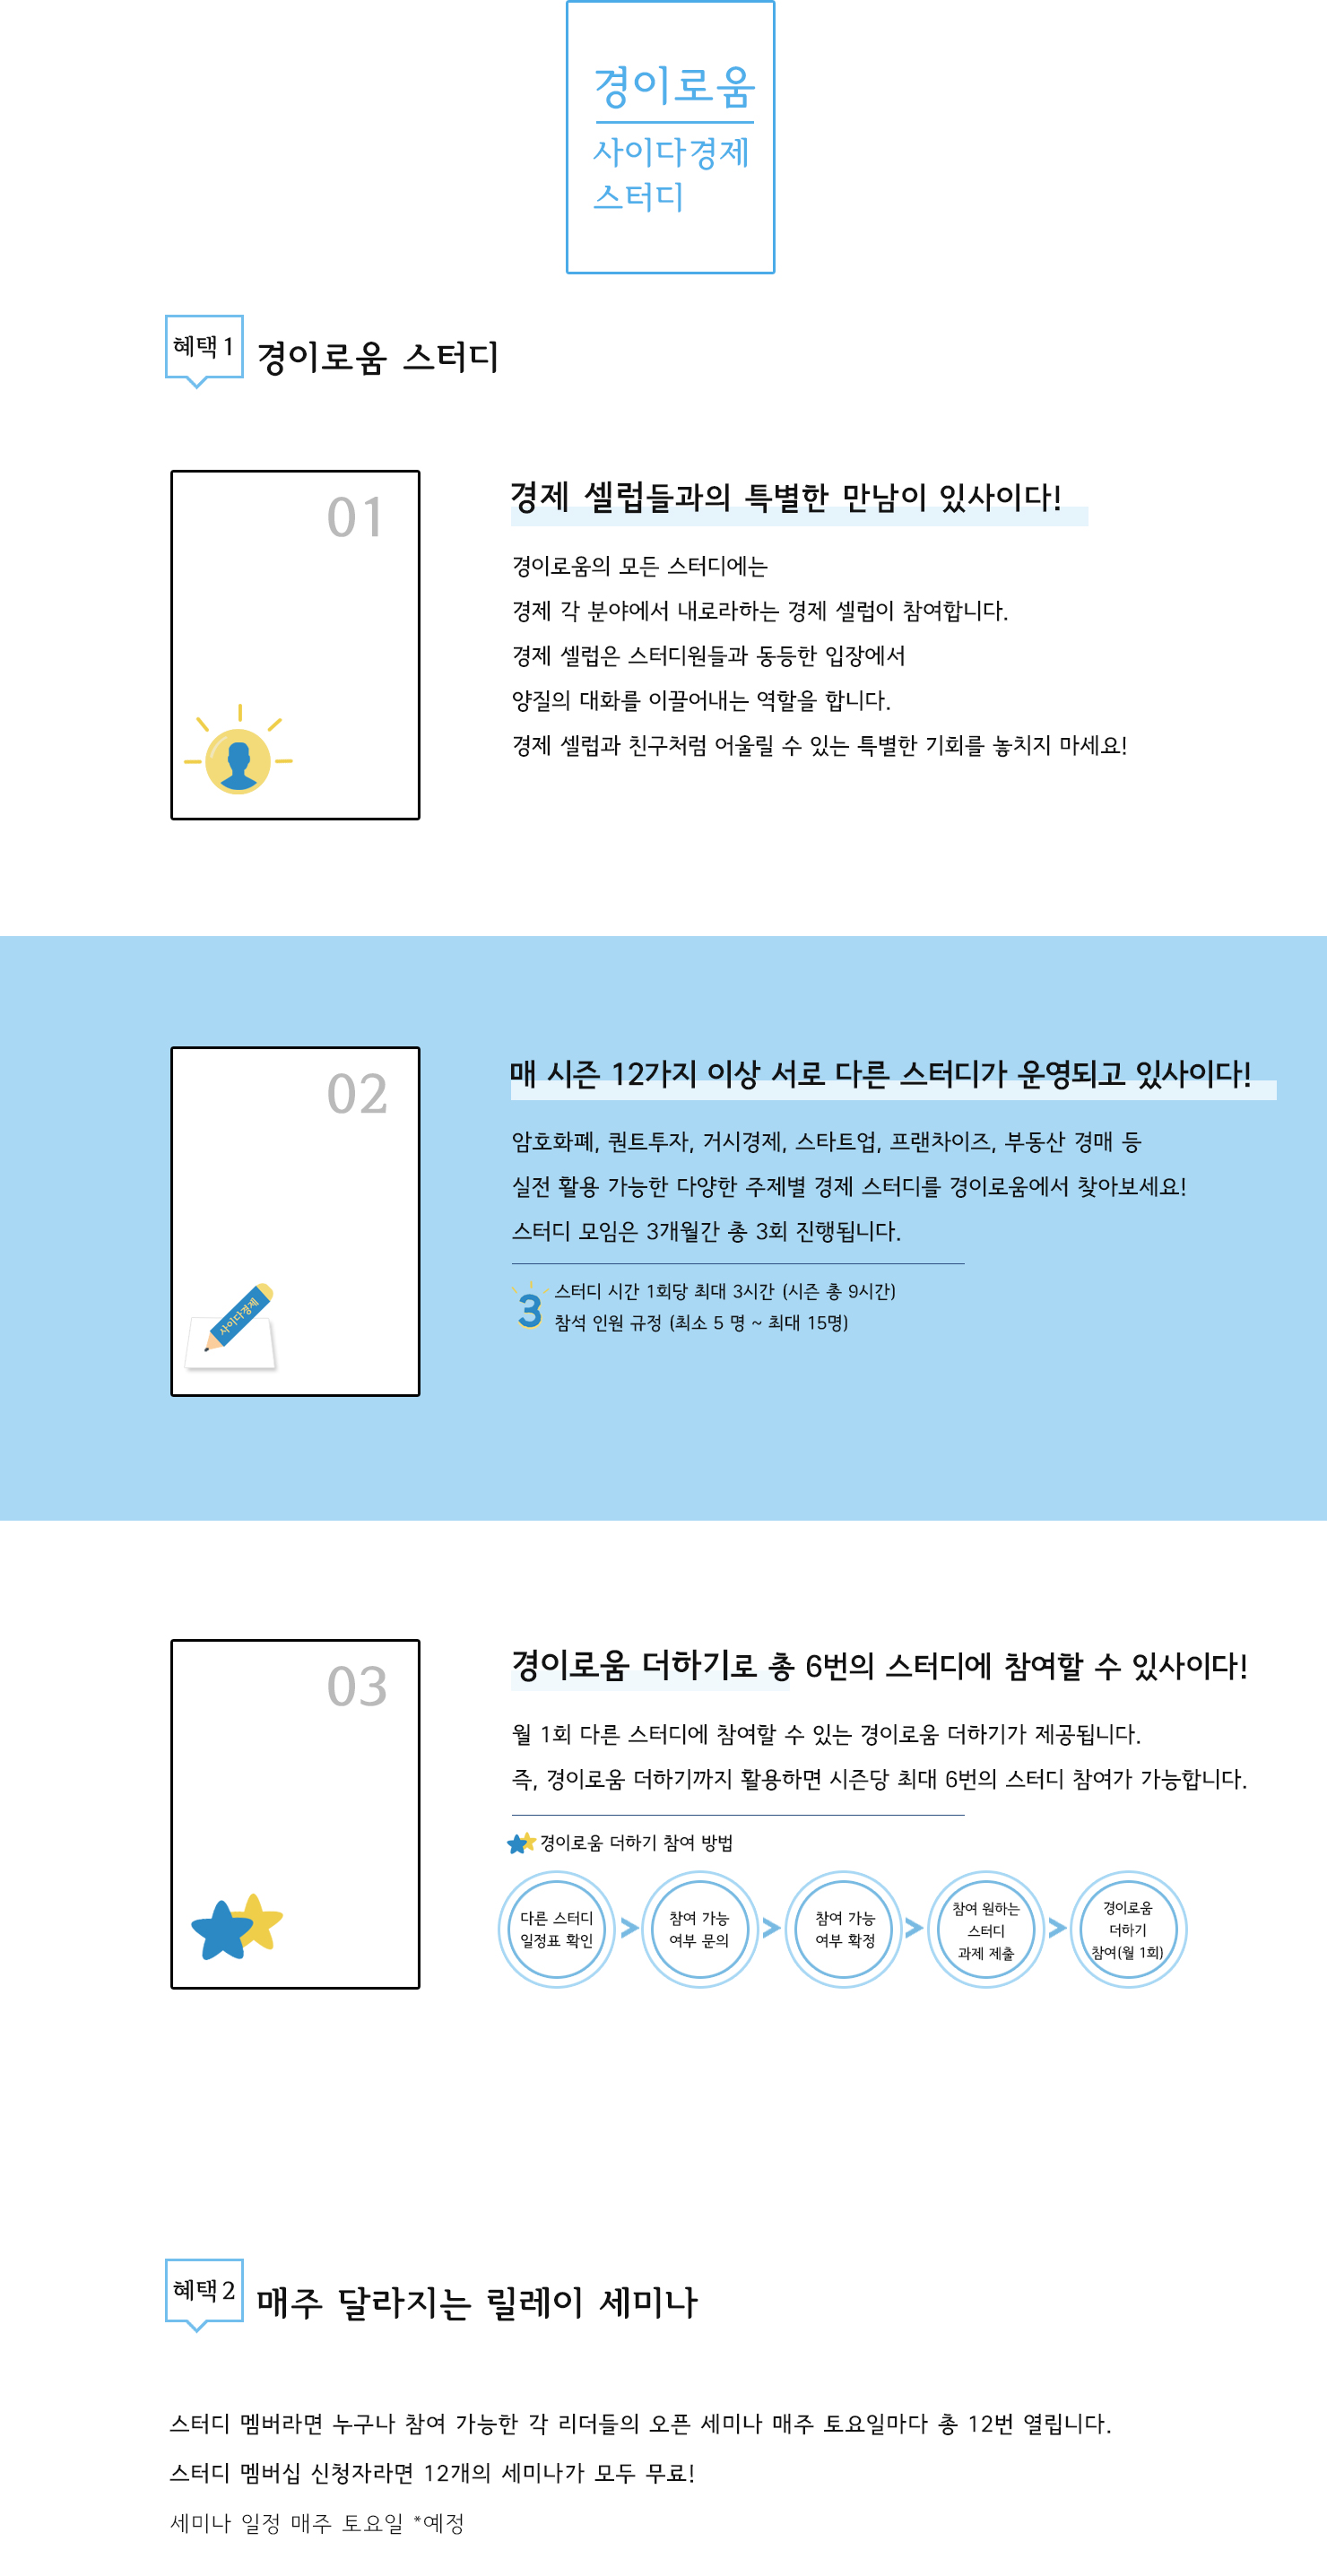 경이로움
사이다경제
스터디
혜택 1
경이로움 스터디
01
경제 셀럽들과의 특별한 만남이 있사이다!
경이로움의 모든 스터디에는
경제 각 분야에서 내로라하는 경제 셀럽이 참여합니다.
경제 셀럽은 스터디원들과 동등한 입장에서
양질의 대화를 이끌어내는 역할을 합니다.
경제 셀럽과 친구처럼 어울릴 수 있는 특별한 기회를 놓치지 마세요!
02
사이다경제
매 시즌 12가지 이상 서로 다른 스터디가 운영되고 있사이다!
암호화폐, 퀀트투자, 거시경제, 스타트업, 프랜차이즈, 부동산 경매 등
실전 활용 가능한 다양한 주제별 경제 스터디를 경이로움에서 찾아보세요!
스터디 모임은 3개월간 총 3회 진행됩니다.
3
스터디 시간 1회당 최대 3시간 (시즌 총 9시간)
참석 인원 규정 (최소 5 명 ~ 최대 15명)
03
경이로움 더하기로 총 6번의 스터디에 참여할 수 있사이다!
월 1회 다른 스터디에 참여할 수 있는 경이로움 더하기가 제공됩니다.
즉, 경이로움 더하기까지 활용하면 시즌당 최대 6번의 스터디 참여가 가능합니다.
경이로움 더하기 참여 방법
다른 스터디
일정표 확인
>
참여 가능
여부 문의
>
참여 가능
여부 확정
>
참여 원하는
스터디
과제 제출
>
경이로움
더하기
참여(월 1회)
혜택 2
매주 달라지는 릴레이 세미나
스터디 멤버라면 누구나 참여 가능한 각 리더들의 오픈 세미나 매주 토요일마다 총 12번 열립니다.
스터디 멤버십 신청자라면 12개의 세미나가 모두 무료!
세미나 일정 매주 토요일 *예정